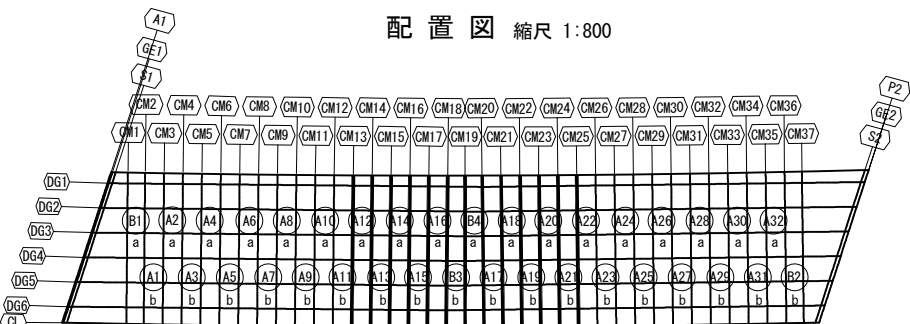 配置図 縮尺 1:800
A1
GE1
S1
P2
GE2
S2
CM2 CM4 CM6 CM8 CM10 CM12 CM14 CM16 CM18 CM20 CM22 CM24 CM26 CM28 CM30 CM32 CM34 CM36
CM1 CM3 CM5 CM7 CM9 CM11 CM13 CM15 CM17 CM19 CM21 CM23 CM25 CM27 CM29 CM31 CM33 CM35 CM37
DG1
DG2
DG3
DG4
DG5
DG6
CL
B1 A2 A4 A6 A8 A10 A12 A14 A16 B4 A18 A20 A22 A24 A26 A28 A30 A32
a a a a a a a a a a a a a a a a a a
A1 A3 A5 A7 A9 A11 A13 A15 B3 A17 A19 A21 A23 A25 A27 A29 A31 B2
b b b b b b b b b b b b b b b b b b